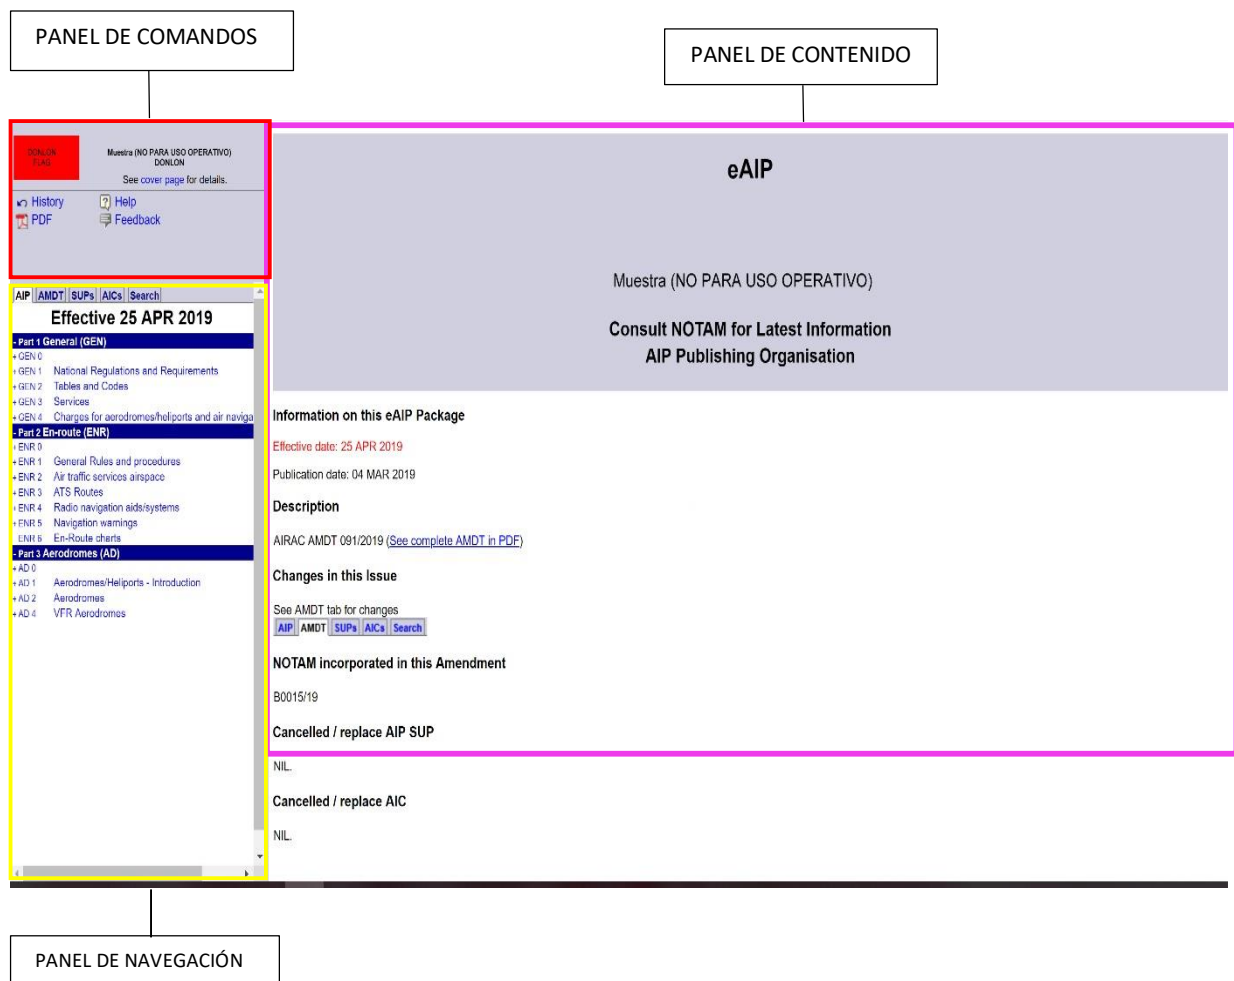 PANEL DE COMANDOS
PANEL DE CONTENIDO
DONLON
FLAG
Muestra (NO PARA USO OPERATIVO)
DONLON
See cover page for details.
History
Help
PDF
Feedback
AIP AMDT SUPs AICs Search
Effective 25 APR 2019
- Part 1 General (GEN)
+ GEN 0
+ GEN 1 National Regulations and Requirements
+ GEN 2 Tables and Codes
+ GEN 3 Services
+ GEN 4 Charges for aerodromes/heliports and air naviga
- Part 2 En-route (ENR)
+ ENR 0
+ ENR 1 General Rules and procedures
+ ENR 2 Air traffic services airspace
+ ENR 3 ATS Routes
+ ENR 4 Radio navigation aids/systems
+ ENR 5 Navigation warnings
ENR 6 En-Route charts
- Part 3 Aerodromes (AD)
+ AD 0
+ AD 1 Aerodromes/Heliports - Introduction
+ AD 2 Aerodromes
+ AD 4 VFR Aerodromes
eAIP
Muestra (NO PARA USO OPERATIVO)
Consult NOTAM for Latest Information
AIP Publishing Organisation
Information on this eAIP Package
Effective date: 25 APR 2019
Publication date: 04 MAR 2019
Description
AIRAC AMDT 091/2019 (See complete AMDT in PDF)
Changes in this Issue
See AMDT tab for changes
AIP AMDT SUPs AICs Search
NOTAM incorporated in this Amendment
B0015/19
Cancelled / replace AIP SUP
NIL.
Cancelled / replace AIC
NIL.
PANEL DE NAVEGACIÓN